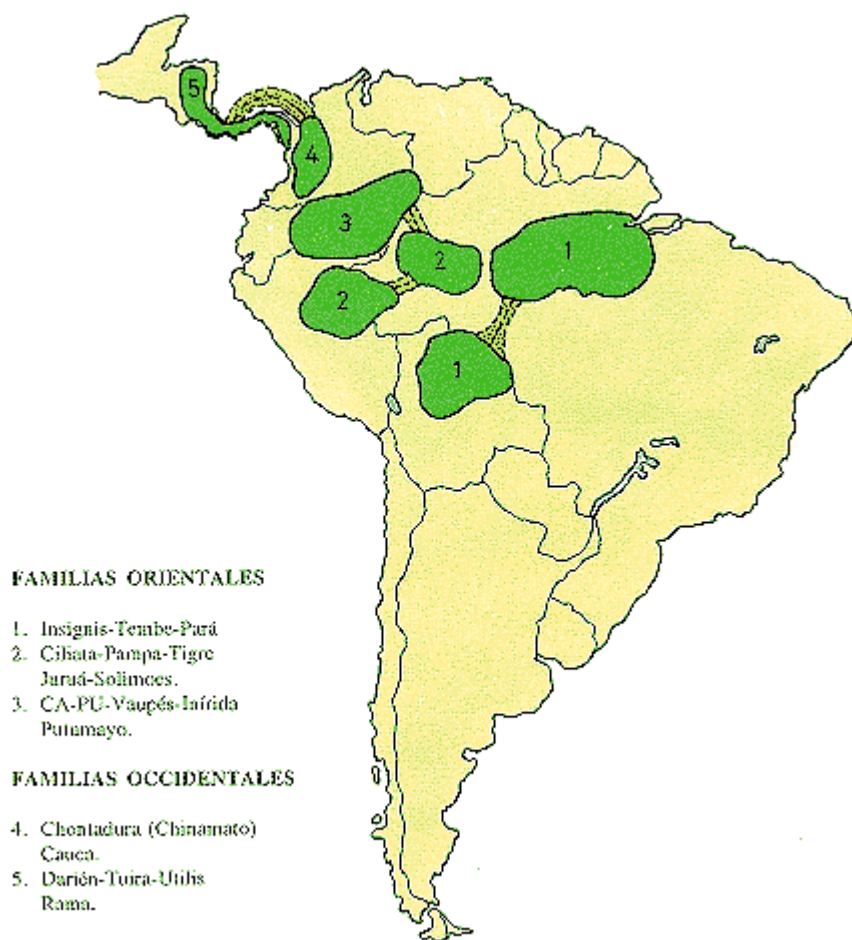 5
4
3
2
1
2
1
FAMILIAS ORIENTALES
1. Insignis-Tembe-Pará
2. Ciliata-Pampa-Tigre
Jaruá-Solimoes.
3. CA-PU-Vaupés-Inírida
Putumayo.
FAMILIAS OCCIDENTALES
4. Chontadura (Chinamato)
Cauca.
5. Darién-Tuira-Utilis
Rama.